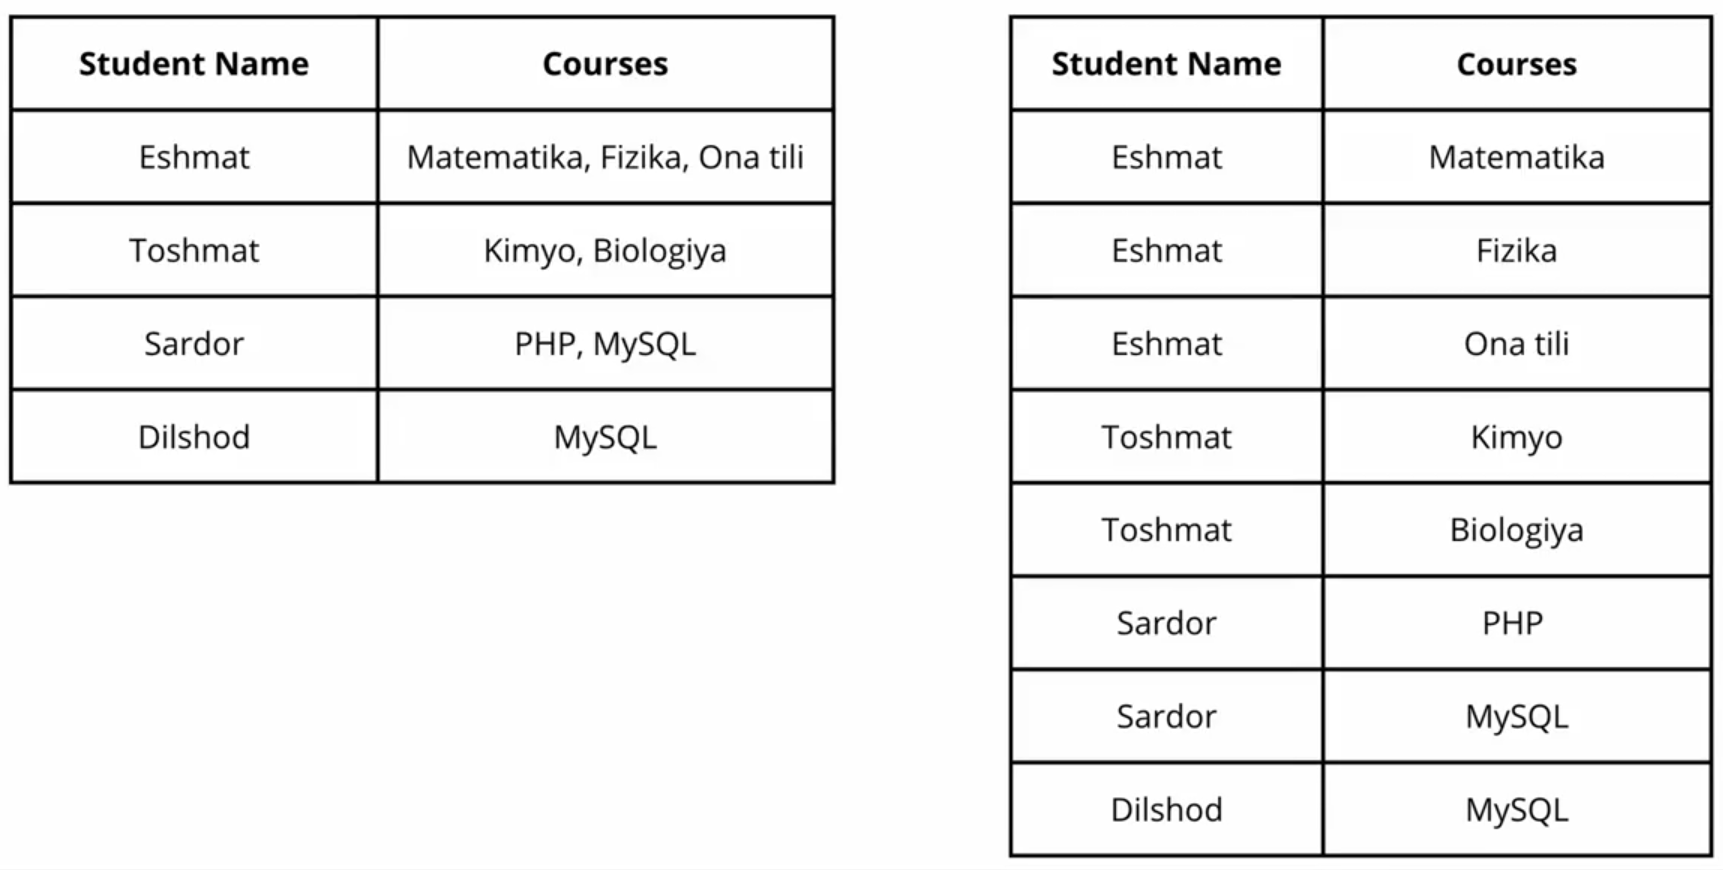 Student Name Courses
Eshmat Matematika, Fizika, Ona tili
Toshmat Kimyo, Biologiya
Sardor PHP, MySQL
Dilshod MySQL
Student Name Courses
Eshmat Matematika
Eshmat Fizika
Eshmat Ona tili
Toshmat Kimyo
Toshmat Biologiya
Sardor PHP
Sardor MySQL
Dilshod MySQL